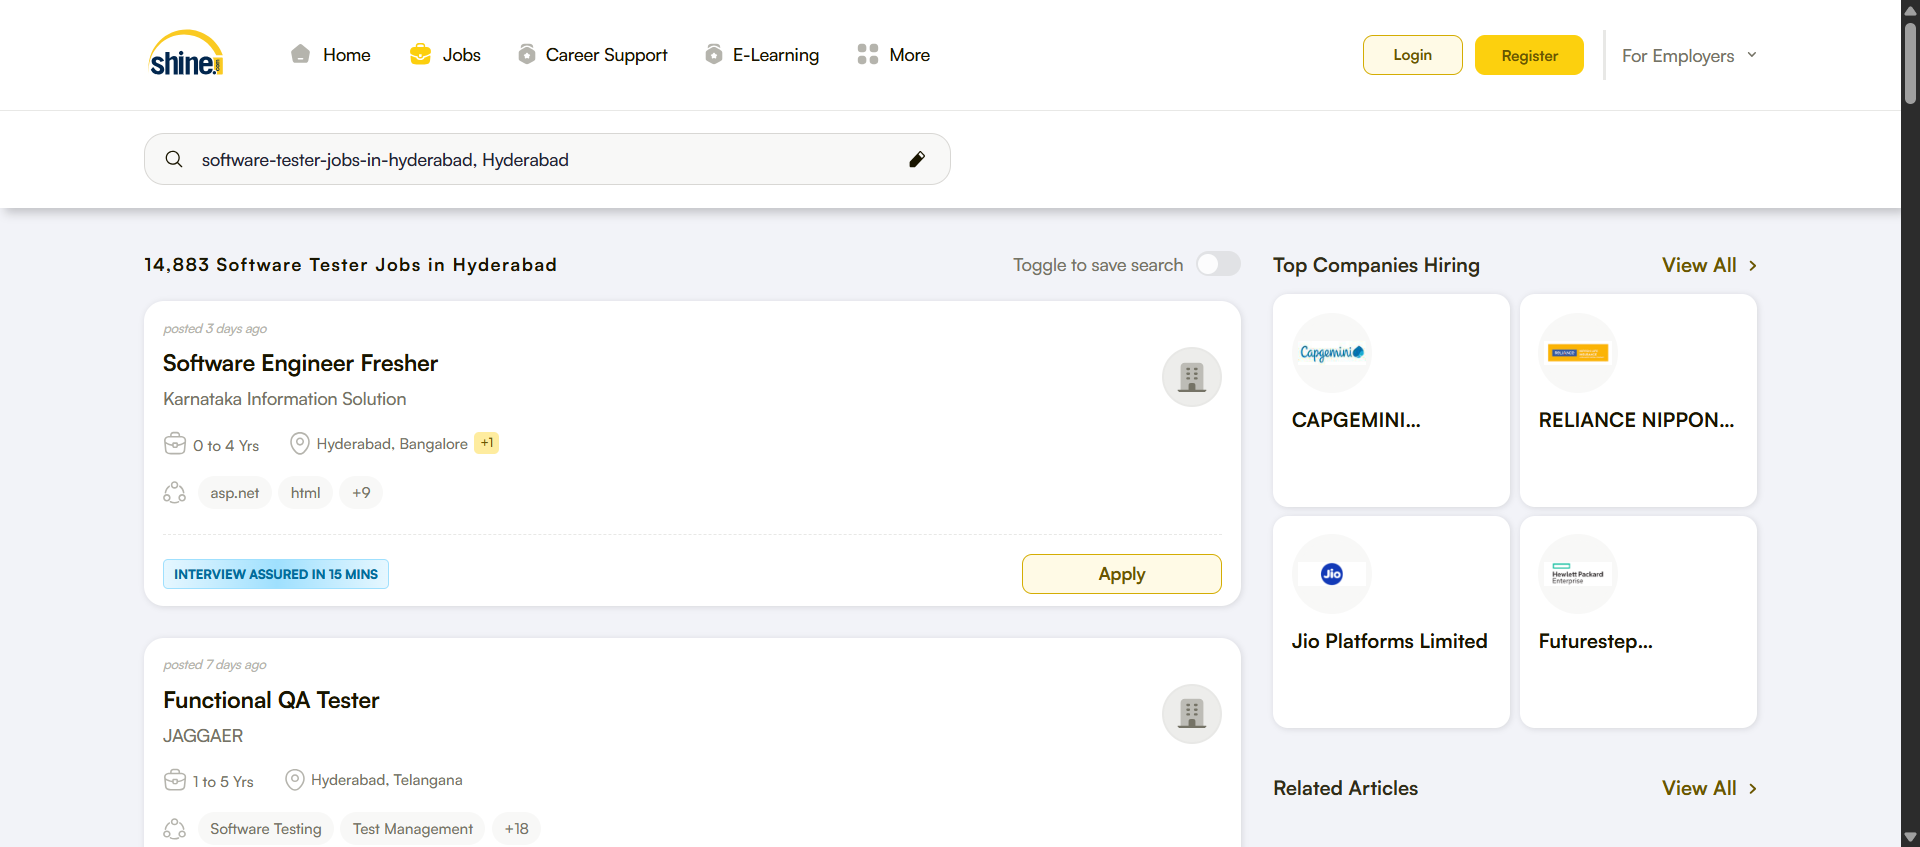 shine.com
Home
Jobs
Career Support
E-Learning
More
Login
Register
For Employers
software-tester-jobs-in-hyderabad, Hyderabad
14,883 Software Tester Jobs in Hyderabad
Toggle to save search
posted 3 days ago
Software Engineer Fresher
Karnataka Information Solution
0 to 4 Yrs
Hyderabad, Bangalore +1
asp.net
html
+9
INTERVIEW ASSURED IN 15 MINS
Apply
posted 7 days ago
Functional QA Tester
JAGGAER
1 to 5 Yrs
Hyderabad, Telangana
Software Testing
Test Management
+18
Top Companies Hiring
View All
Capgemini
CAPGEMINI...
RELIANCE
RELIANCE NIPPON...
Jio
Jio Platforms Limited
Hewlett Packard
Enterprise
Futurestep...
Related Articles
View All